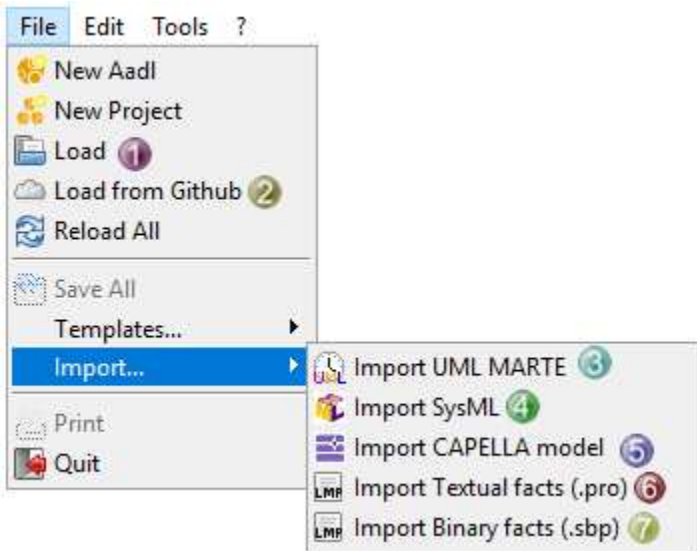 File Edit Tools ?
New Aadl
New Project
Load 1
Load from Github 2
Reload All
Save All
Templates...
Import...
Import UML MARTE 3
Import SysML 4
Import CAPELLA model 5
LMP Import Textual facts (.pro) 6
LMP Import Binary facts (.sbp) 7
Print
Quit